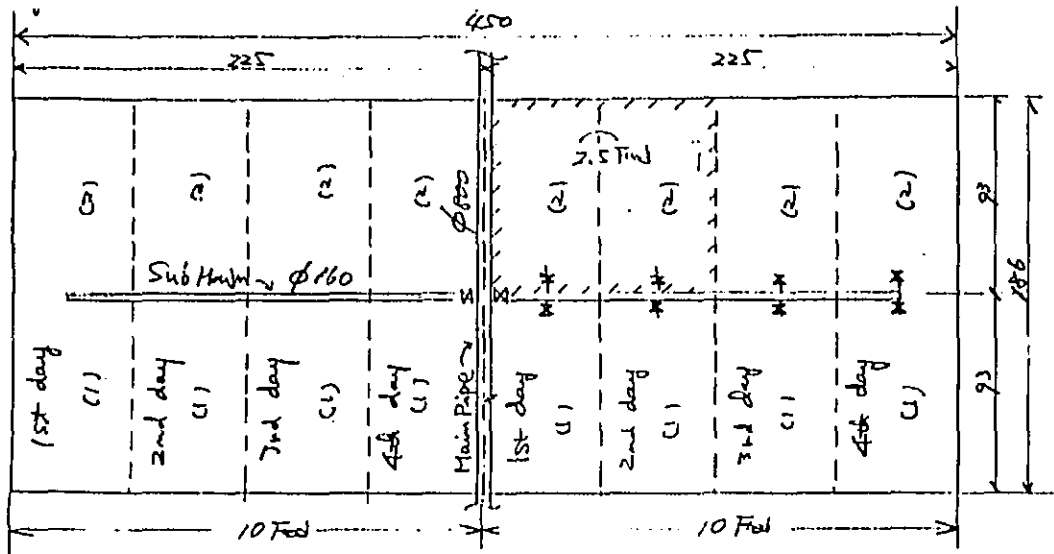 450
225
225.
(2)
(2)
(2)
(2)
2.5 Fed
(2)
(2)
(2)
(2)
φ800
93
186
Sub Main → φ160
1st day
(1)
2nd day
(1)
3rd day
(1)
4th day
(1)
Main Pipe →
1st day
(1)
2nd day
(1)
3rd day
(1)
4th day
(1)
93
10 Fed
10 Fed